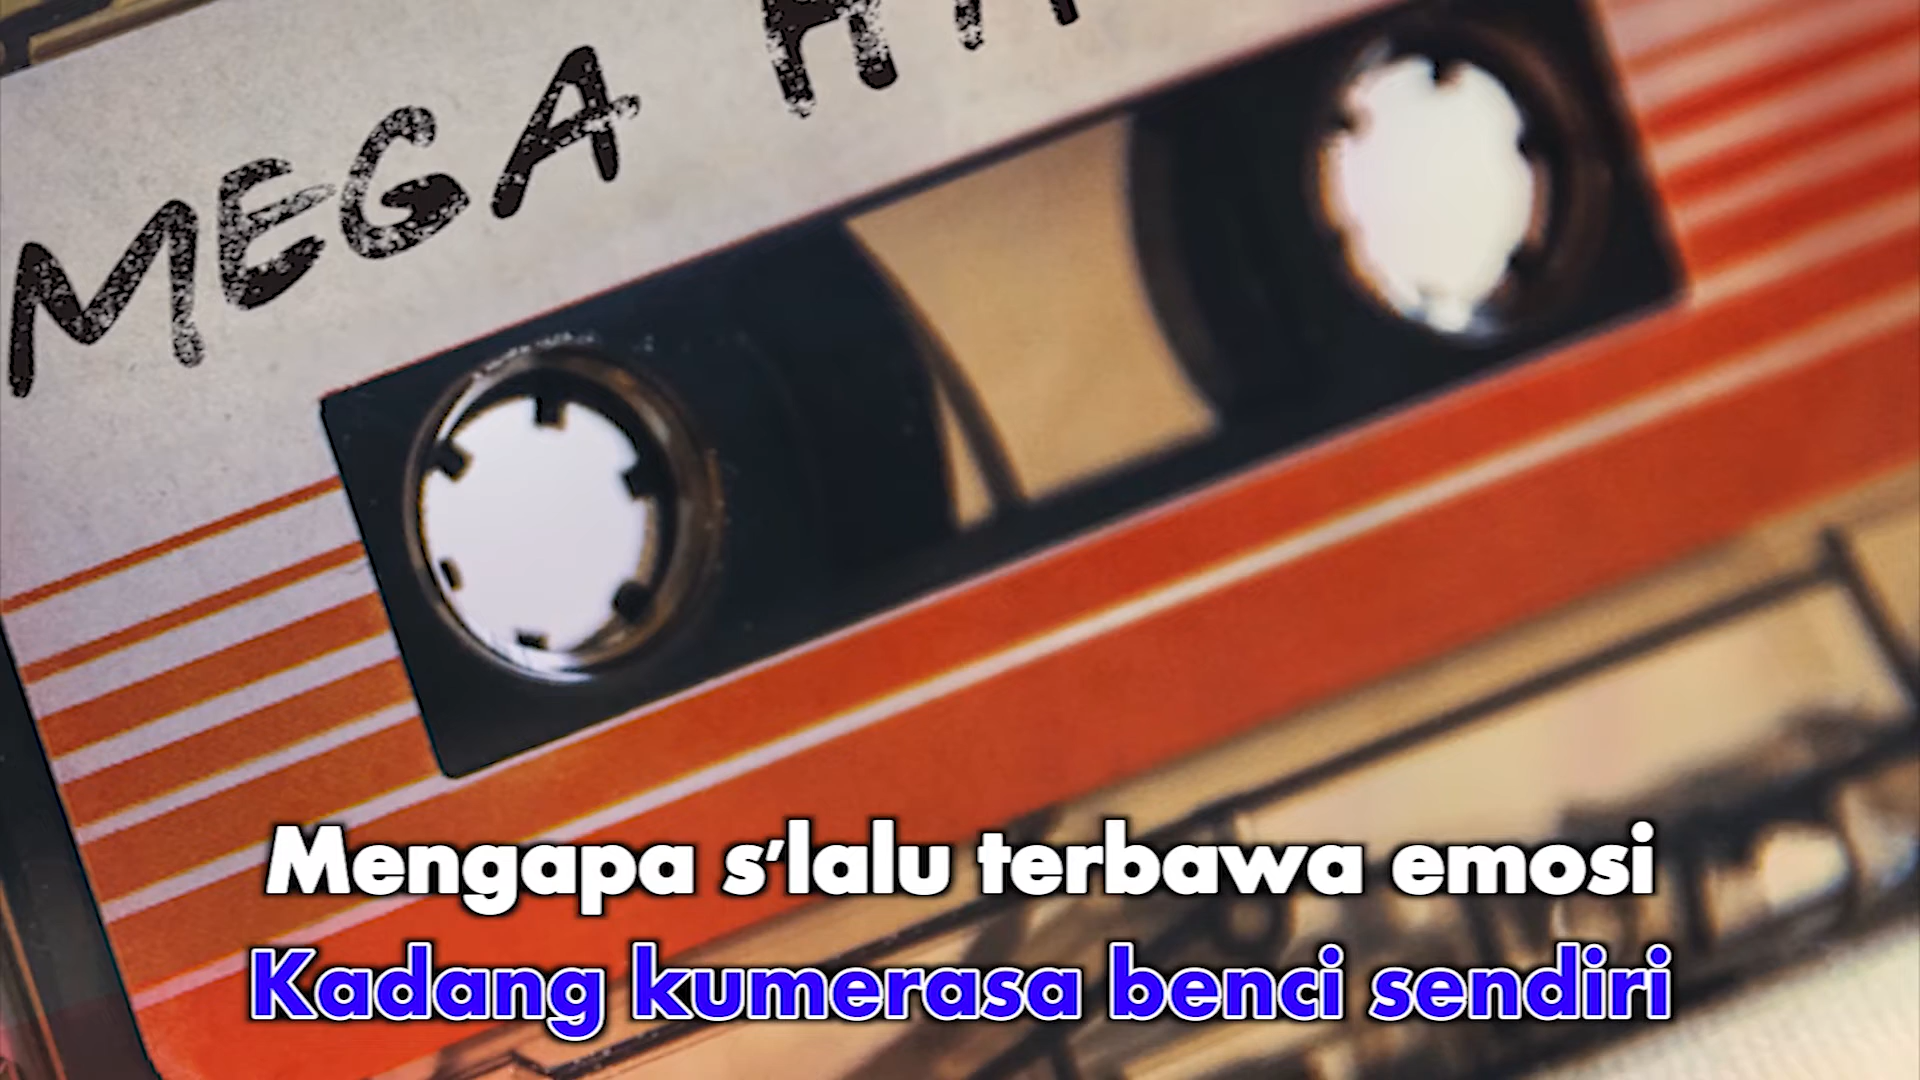 MEGA
Mengapa s'lalu terbawa emosi
Kadang kumerasa benci sendiri